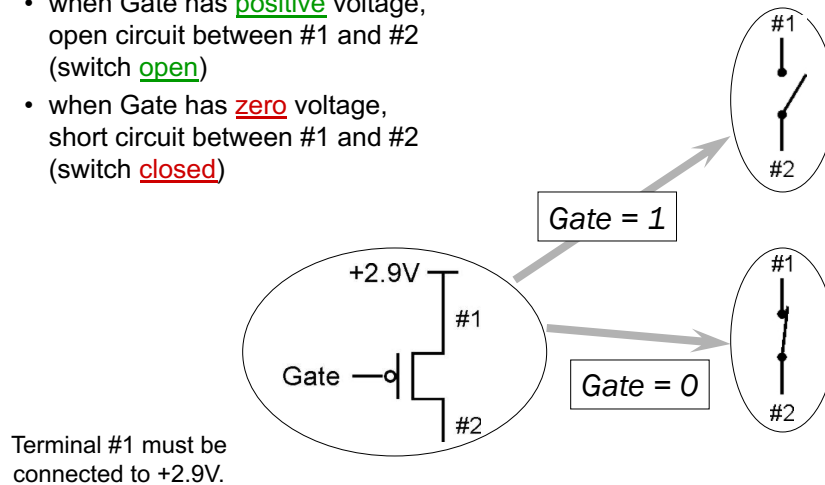 • when Gate has positive voltage,
open circuit between #1 and #2
(switch open)
• when Gate has zero voltage,
short circuit between #1 and #2
(switch closed)
#1
#2
Gate = 1
+2.9V
#1
Gate
#2
#1
Gate = 0
#2
Terminal #1 must be
connected to +2.9V.